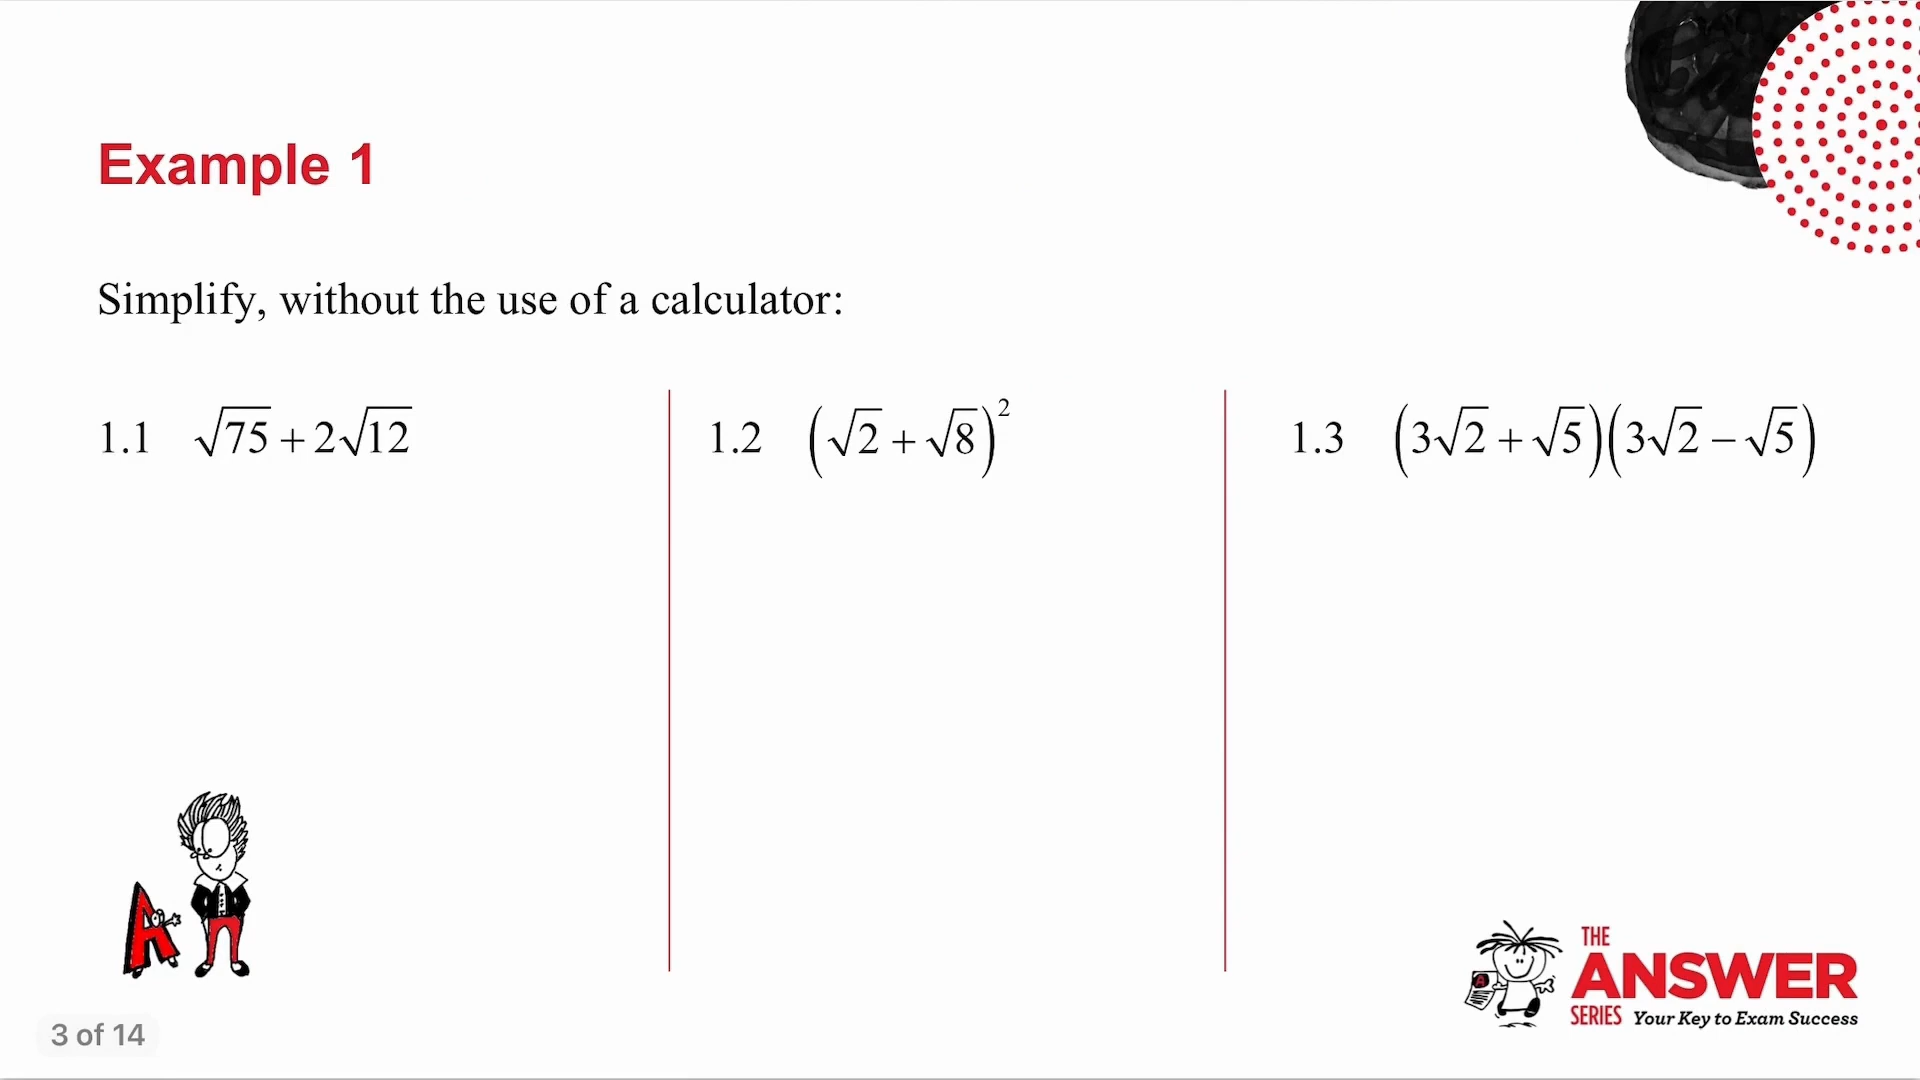 Example 1
Simplify, without the use of a calculator:
1.1 √75 + 2√12
1.2 (√2 + √8)²
1.3 (3√2 + √5)(3√2 – √5)
A
3 of 14
A
THE
ANSWER
SERIES Your Key to Exam Success